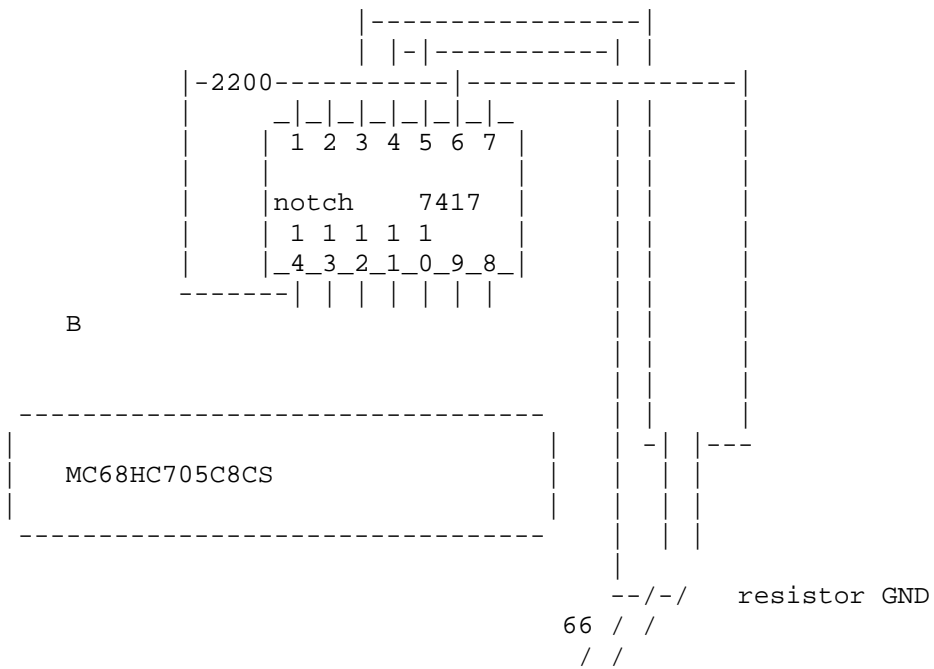 2200
1 2 3 4 5 6 7
notch 7417
1 1 1 1 1
4 3 2 1 0 9 8
B
MC68HC705C8CS
resistor GND
66